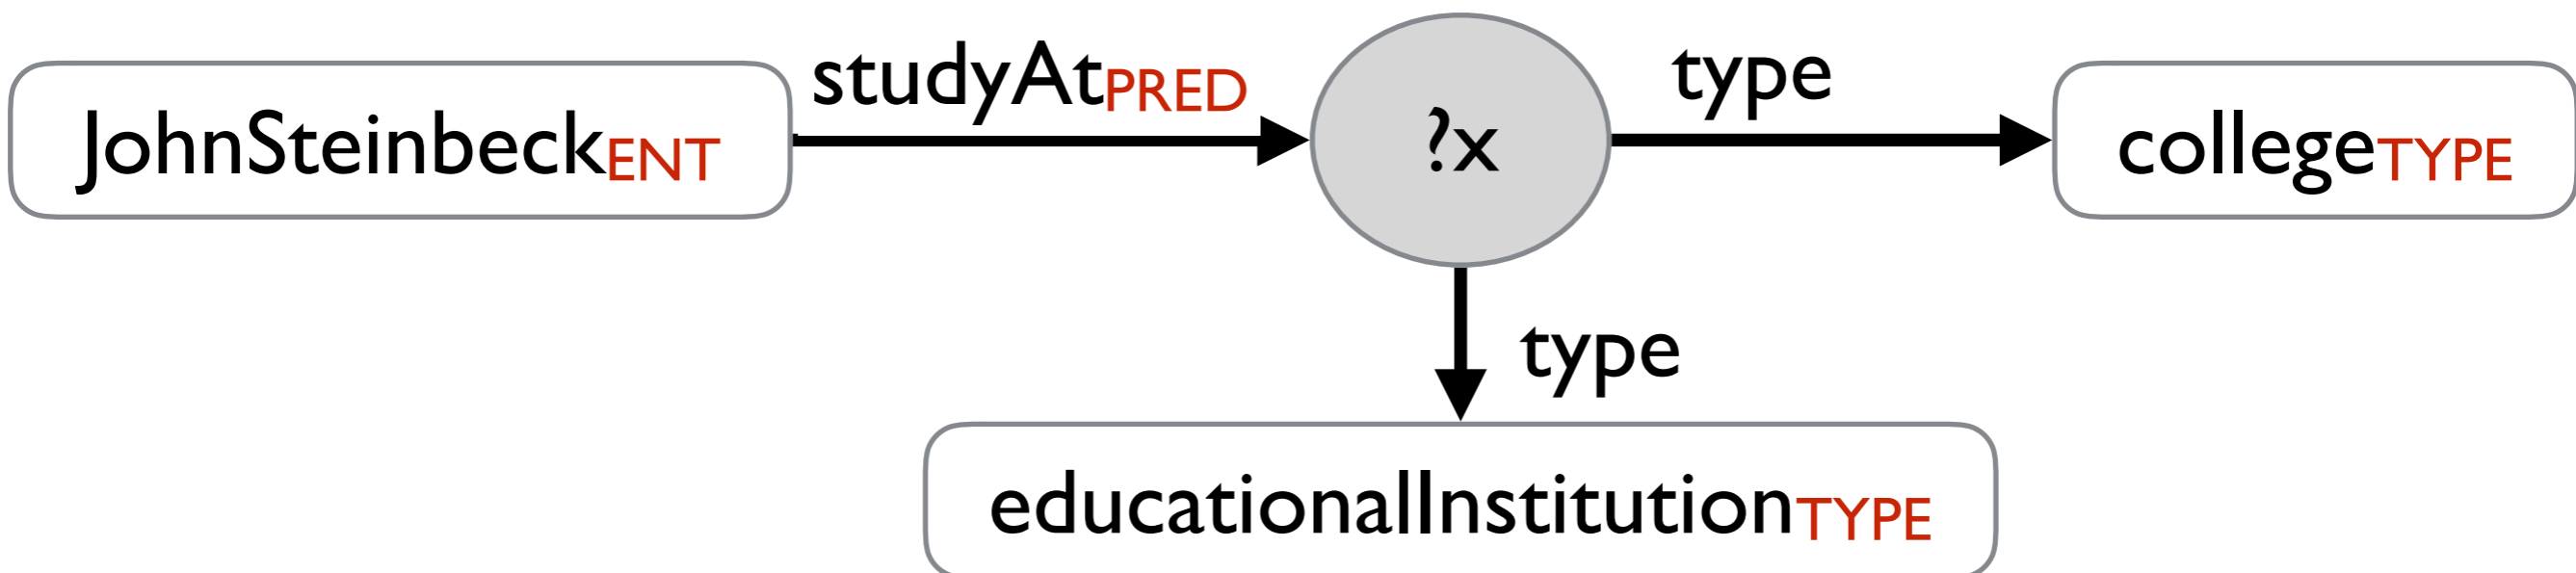 studyAtPRED
type
JohnSteinbeckENT
?x
collegeTYPE
type
educationalInstitutionTYPE